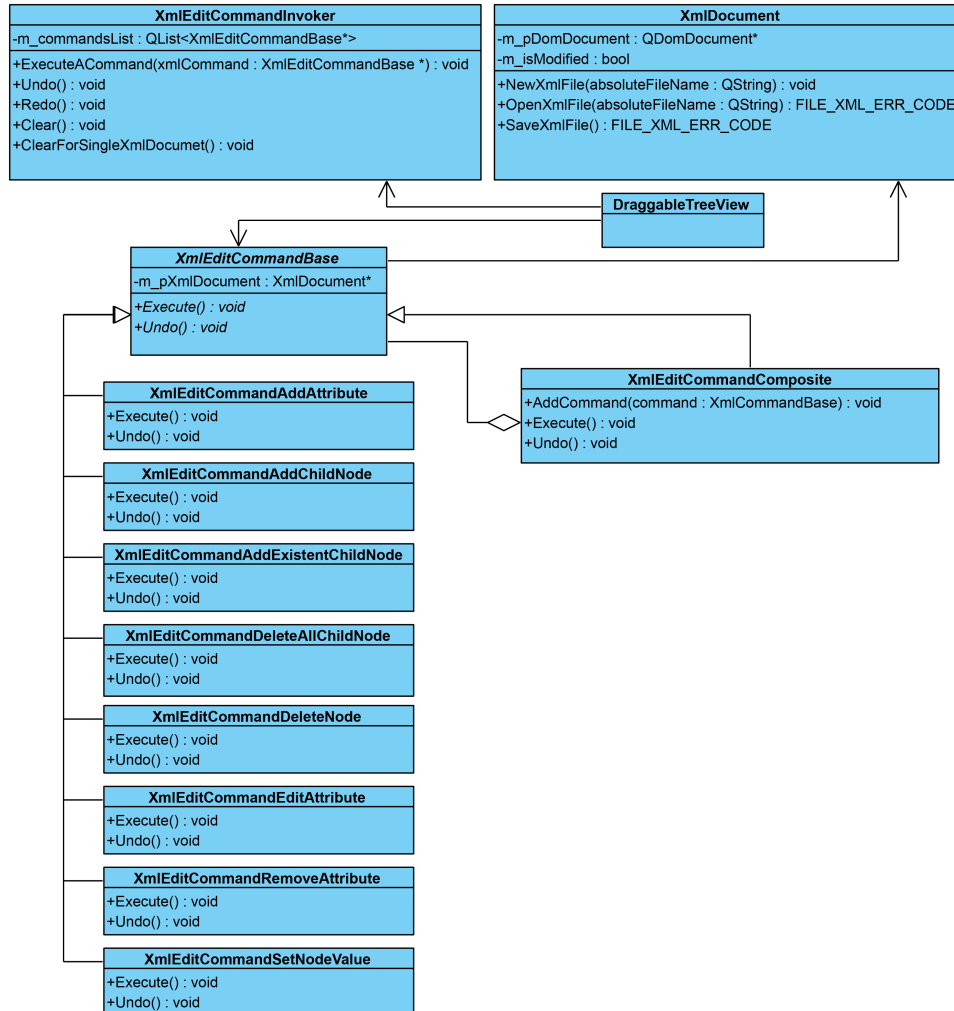 XmlEditCommandInvoker
-m_commandsList : QList<XmlEditCommandBase*>
+ExecuteACommand(xmlCommand : XmlEditCommandBase *) : void
+Undo() : void
+Redo() : void
+Clear() : void
+ClearForSingleXmlDocumet() : void
XmlDocument
-m_pDomDocument : QDomDocument*
-m_isModified : bool
+NewXmlFile(absoluteFileName : QString) : void
+OpenXmlFile(absoluteFileName : QString) : FILE_XML_ERR_CODE
+SaveXmlFile() : FILE_XML_ERR_CODE
DraggableTreeView
XmlEditCommandBase
-m_pXmlDocument : XmlDocument*
+Execute() : void
+Undo() : void
XmlEditCommandComposite
+AddCommand(command : XmlCommandBase) : void
+Execute() : void
+Undo() : void
XmlEditCommandAddAttribute
+Execute() : void
+Undo() : void
XmlEditCommandAddChildNode
+Execute() : void
+Undo() : void
XmlEditCommandAddExistentChildNode
+Execute() : void
+Undo() : void
XmlEditCommandDeleteAllChildNode
+Execute() : void
+Undo() : void
XmlEditCommandDeleteNode
+Execute() : void
+Undo() : void
XmlEditCommandEditAttribute
+Execute() : void
+Undo() : void
XmlEditCommandRemoveAttribute
+Execute() : void
+Undo() : void
XmlEditCommandSetNodeValue
+Execute() : void
+Undo() : void